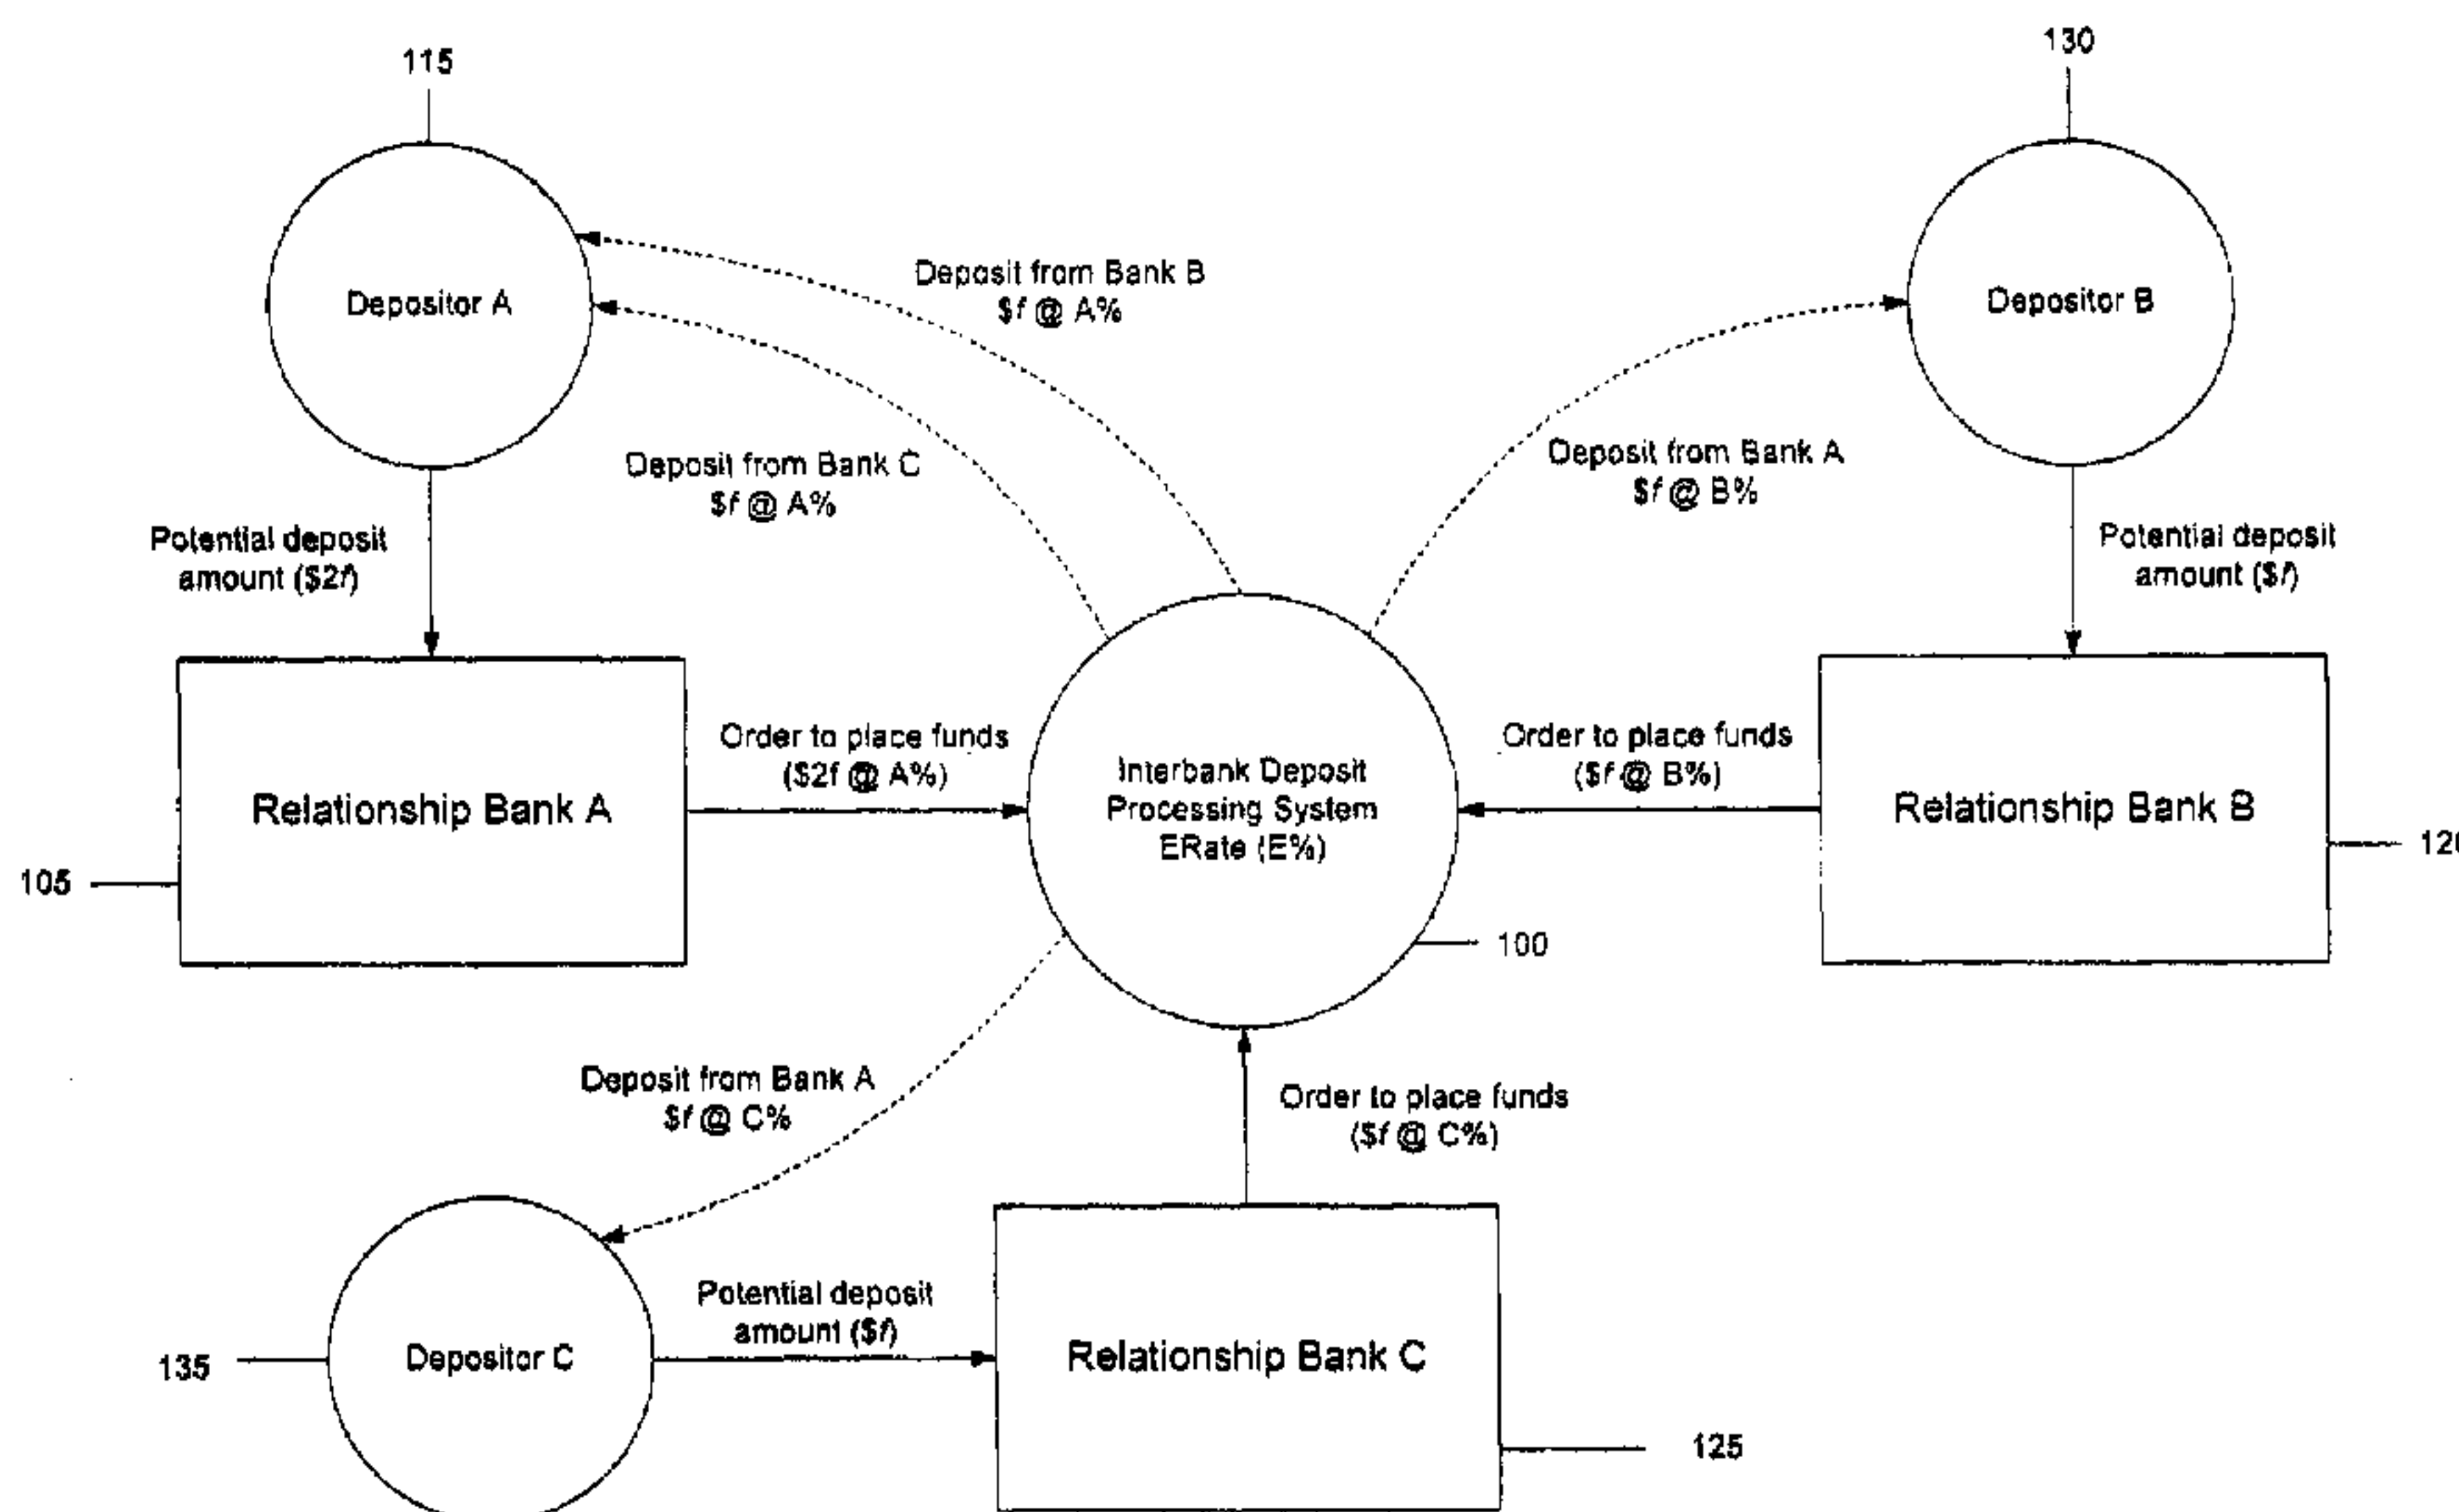 115
130
Depositor A
Deposit from Bank B
$f @ A%
Depositor B
Deposit from Bank C
$f @ A%
Deposit from Bank A
$f @ B%
Potential deposit
amount ($2f)
Potential deposit
amount ($f)
Relationship Bank A
Order to place funds
($2f @ A%)
Interbank Deposit
Processing System
ERate (E%)
Order to place funds
($f @ B%)
Relationship Bank B
105
100
Deposit from Bank A
$f @ C%
Order to place funds
($f @ C%)
Depositor C
Potential deposit
amount ($f)
Relationship Bank C
135
125